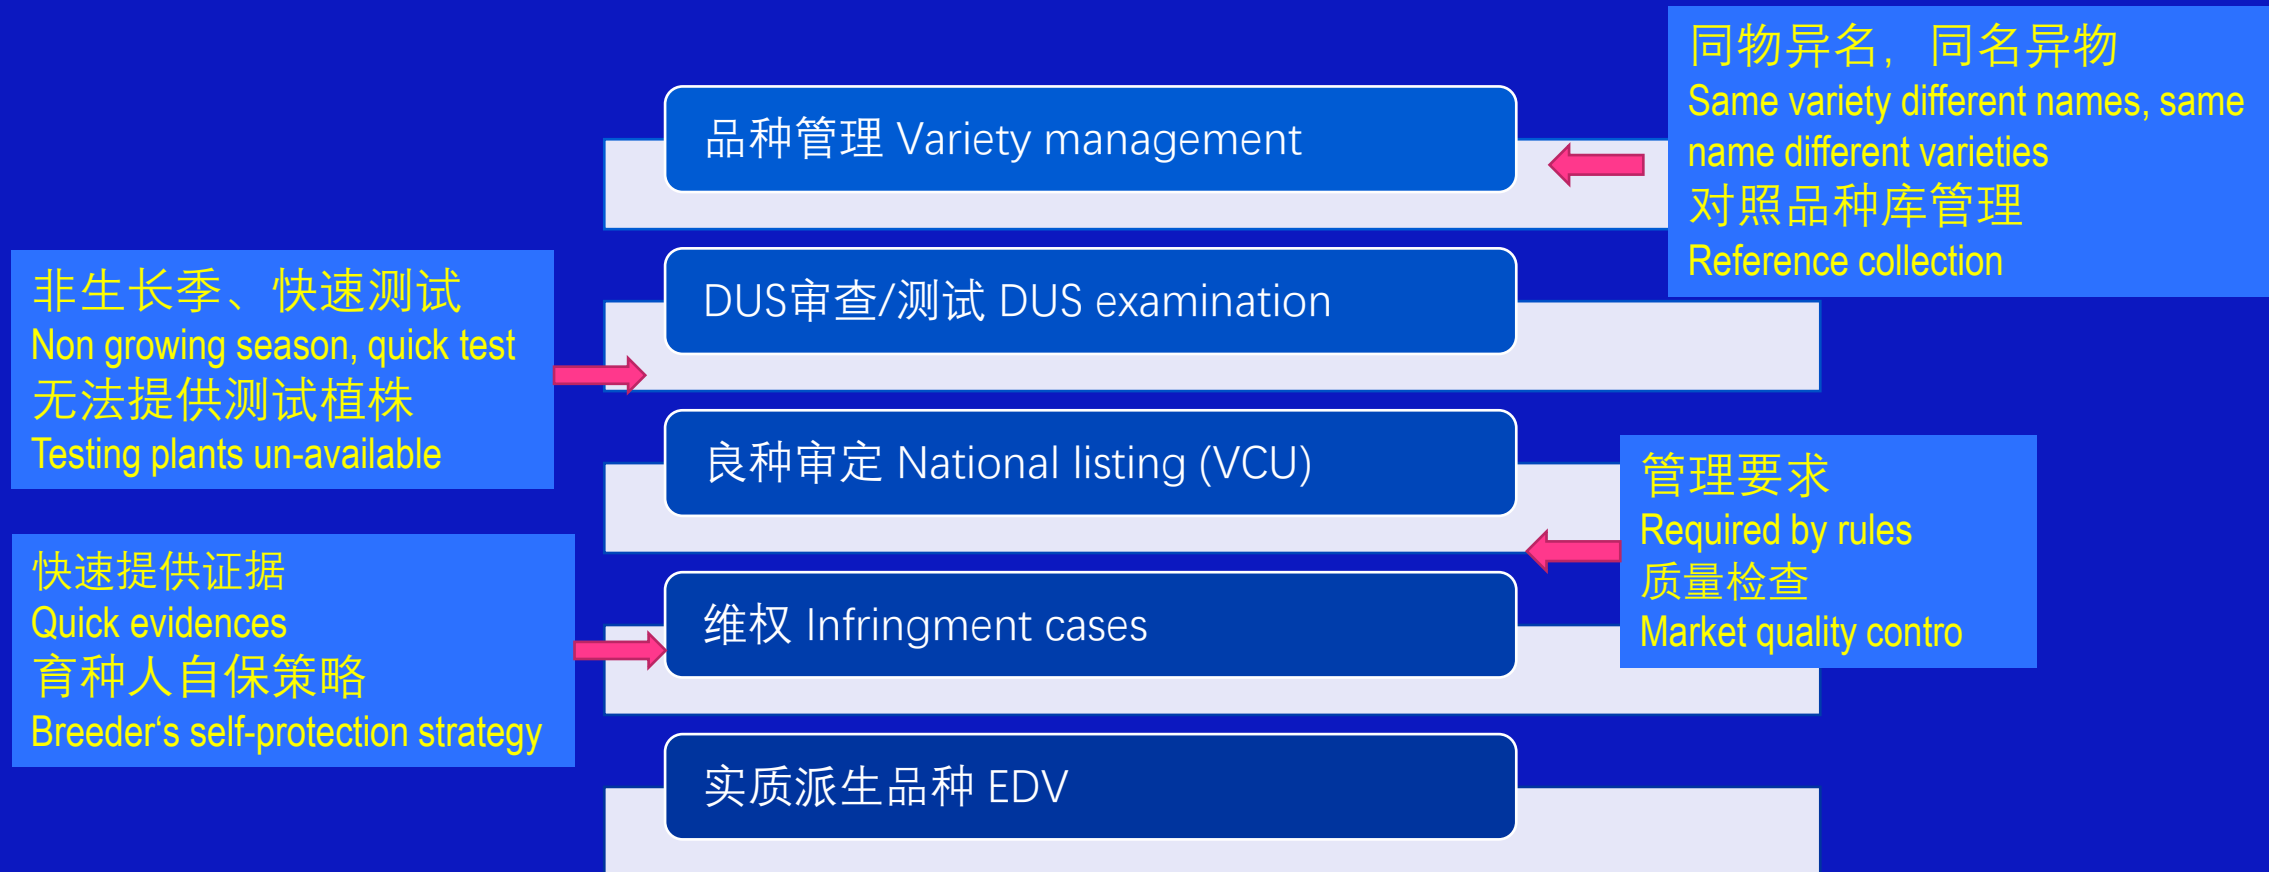 同物异名，同名异物
Same variety different names, same
name different varieties
对照品种库管理
Reference collection
品种管理 Variety management
DUS审查/测试 DUS examination
非生长季、快速测试
Non growing season, quick test
无法提供测试植株
Testing plants un-available
良种审定 National listing (VCU)
管理要求
Required by rules
质量检查
Market quality contro
快速提供证据
Quick evidences
育种人自保策略
Breeder‘s self-protection strategy
维权 Infringment cases
实质派生品种 EDV